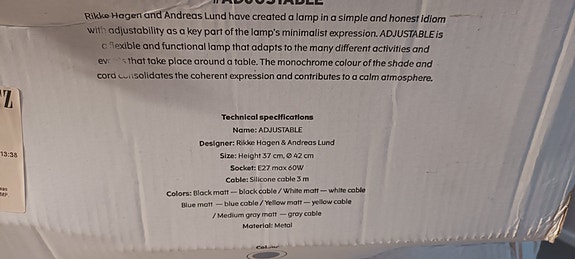 #ADJUSTABLE
Rikke Hagen and Andreas Lund have created a lamp in a simple and honest idiom
with adjustability as a key part of the lamp's minimalist expression. ADJUSTABLE is
a flexible and functional lamp that adapts to the many different activities and
events that take place around a table. The monochrome colour of the shade and
cord consolidates the coherent expression and contributes to a calm atmosphere.
Technical specifications
Name: ADJUSTABLE
Designer: Rikke Hagen & Andreas Lund
Size: Height 37 cm, Ø 42 cm
Socket: E27 max 60W
Cable: Silicone cable 3 m
Colors: Black matt — black cable / White matt — white cable
Blue matt — blue cable / Yellow matt — yellow cable
/ Medium gray matt — gray cable
Material: Metal
Z
13:38